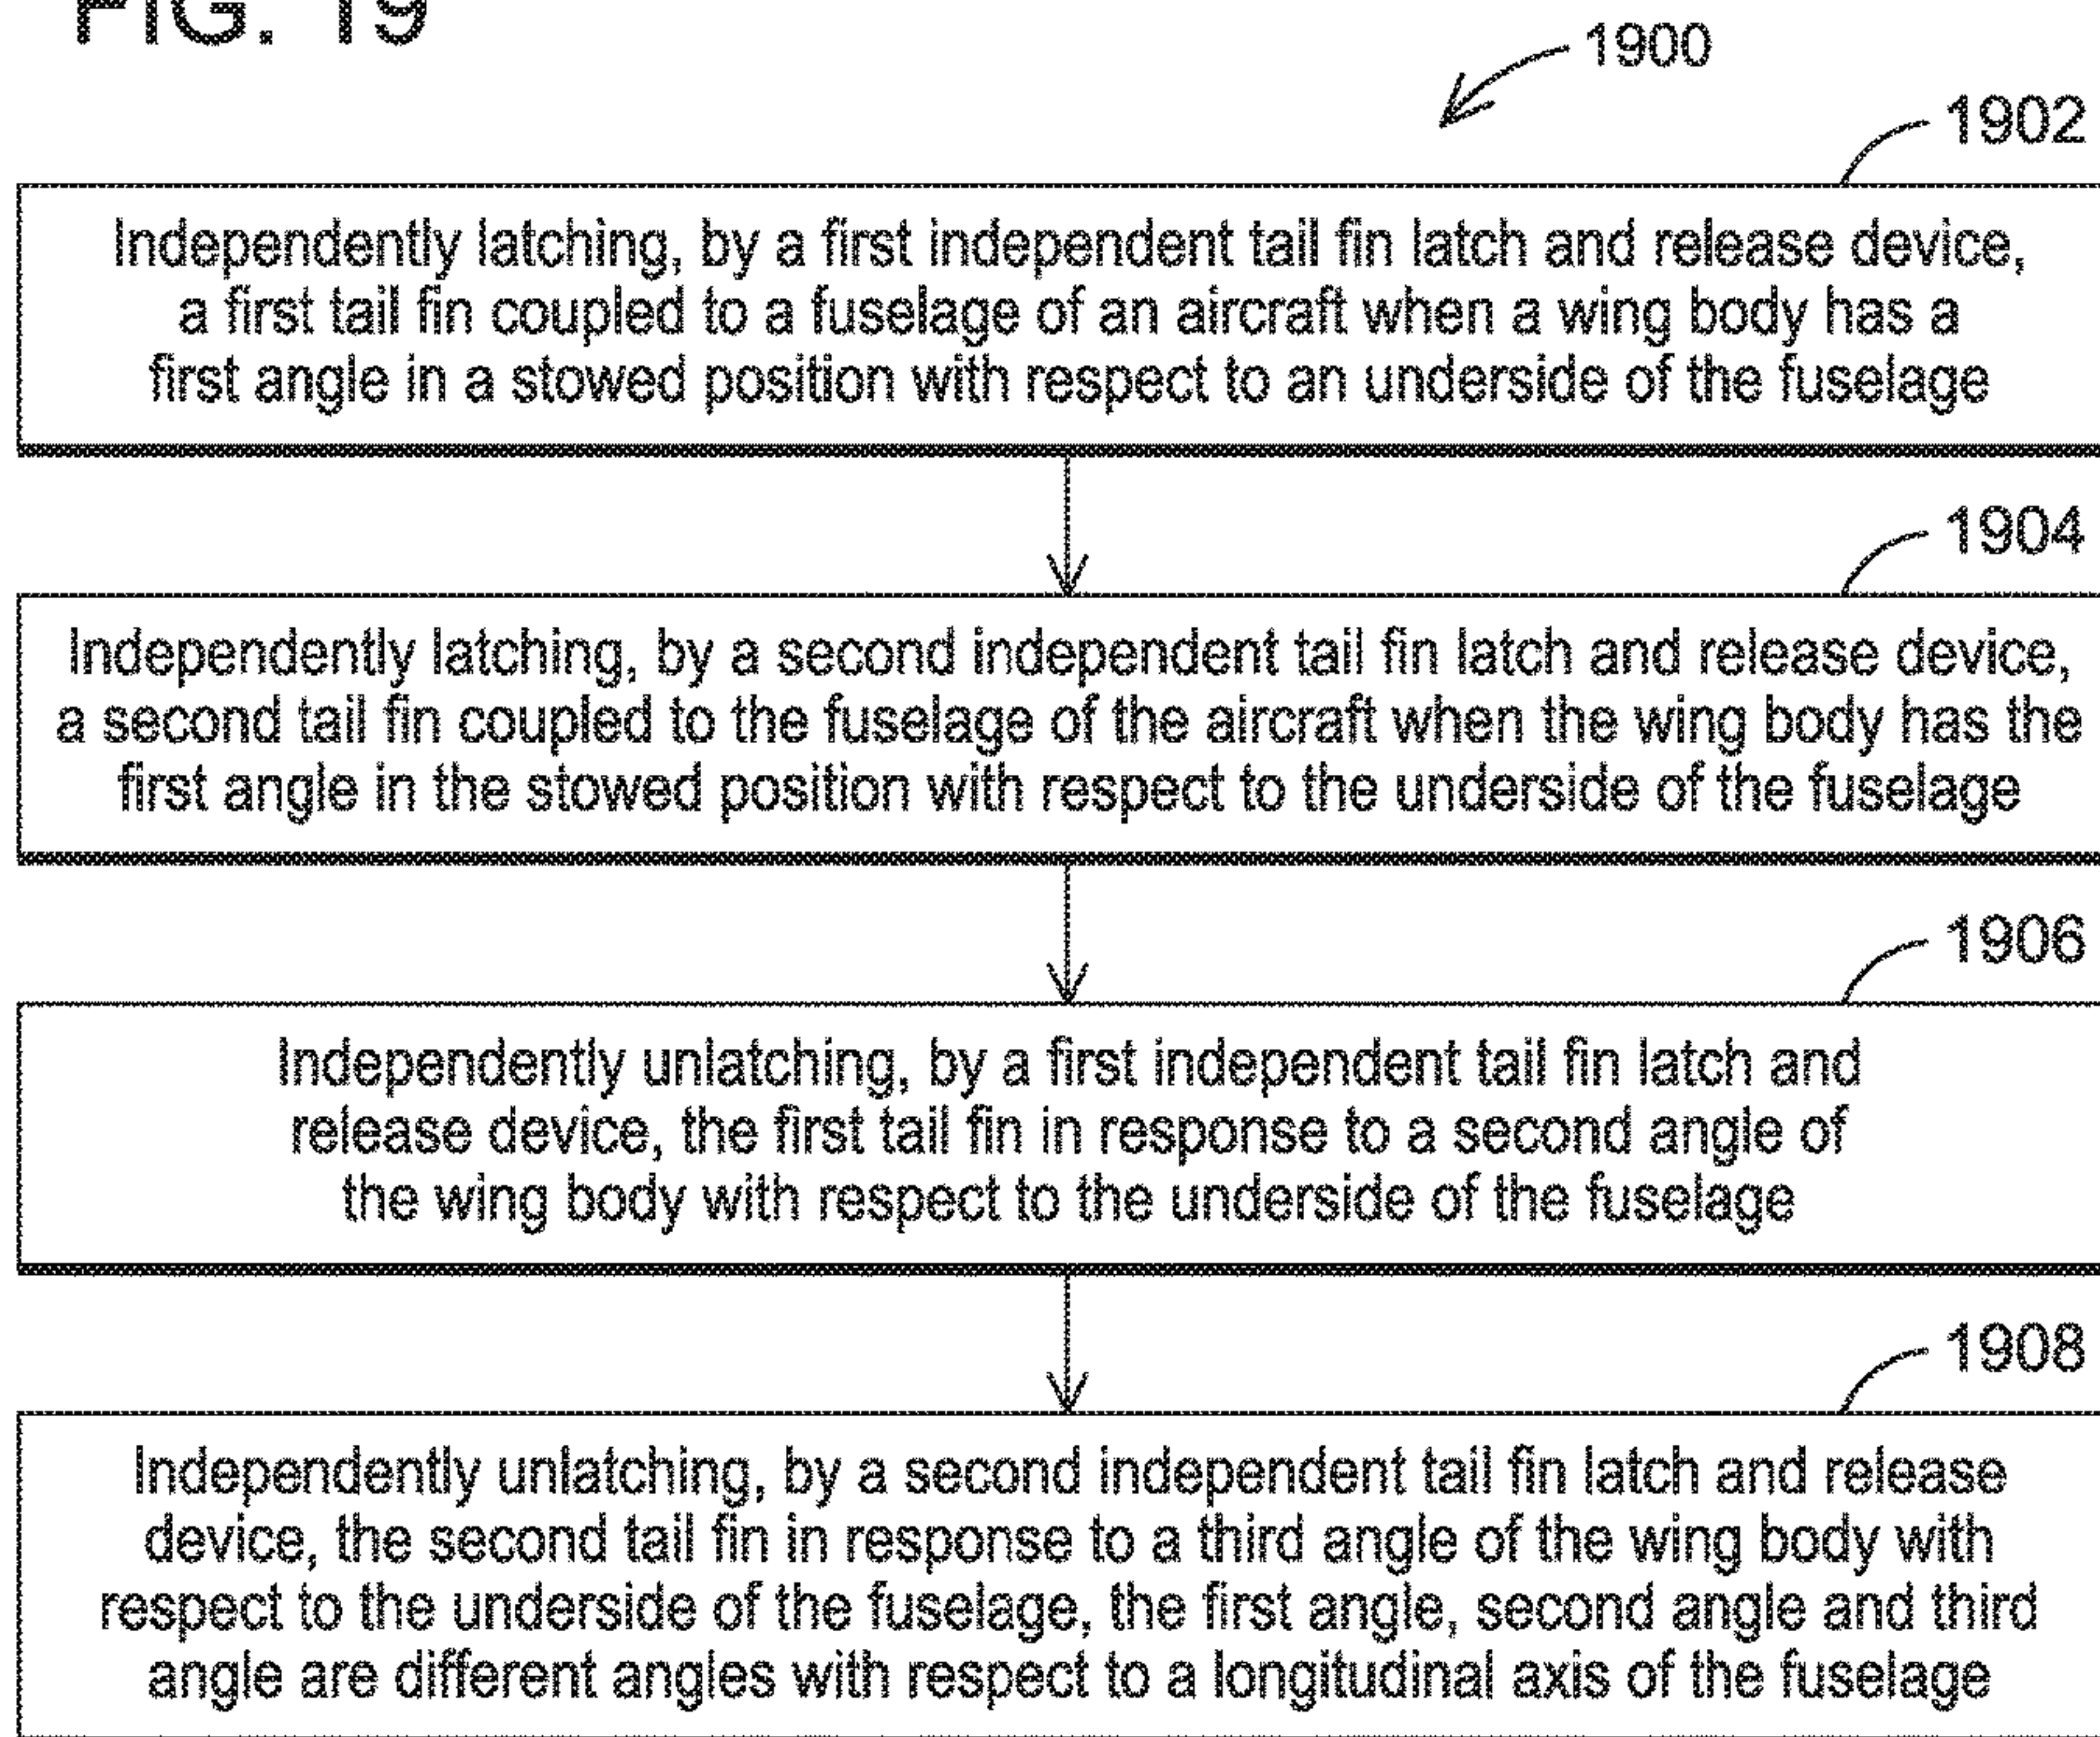 FIG. 19
1900
1902
Independently latching, by a first independent tail fin latch and release device,
a first tail fin coupled to a fuselage of an aircraft when a wing body has a
first angle in a stowed position with respect to an underside of the fuselage
1904
Independently latching, by a second independent tail fin latch and release device,
a second tail fin coupled to the fuselage of the aircraft when the wing body has the
first angle in the stowed position with respect to the underside of the fuselage
1906
Independently unlatching, by a first independent tail fin latch and
release device, the first tail fin in response to a second angle of
the wing body with respect to the underside of the fuselage
1908
Independently unlatching, by a second independent tail fin latch and release
device, the second tail fin in response to a third angle of the wing body with
respect to the underside of the fuselage, the first angle, second angle and third
angle are different angles with respect to a longitudinal axis of the fuselage